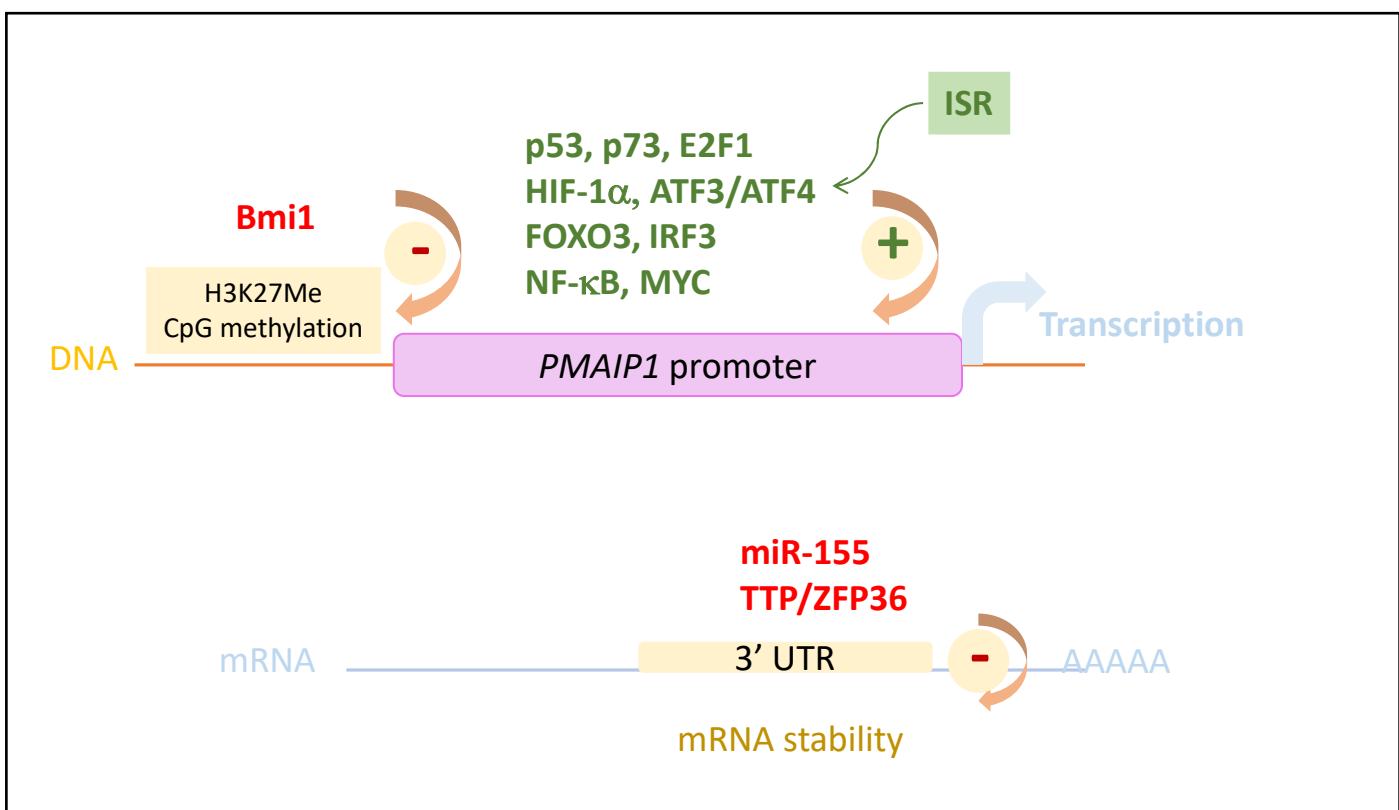 ISR
p53, p73, E2F1
HIF-1α, ATF3/ATF4
FOXO3, IRF3
NF-κB, MYC
Bmi1
-
+
H3K27Me
CpG methylation
Transcription
DNA
PMAIP1 promoter
miR-155
TTP/ZFP36
mRNA
3’ UTR
-
AAAAA
mRNA stability